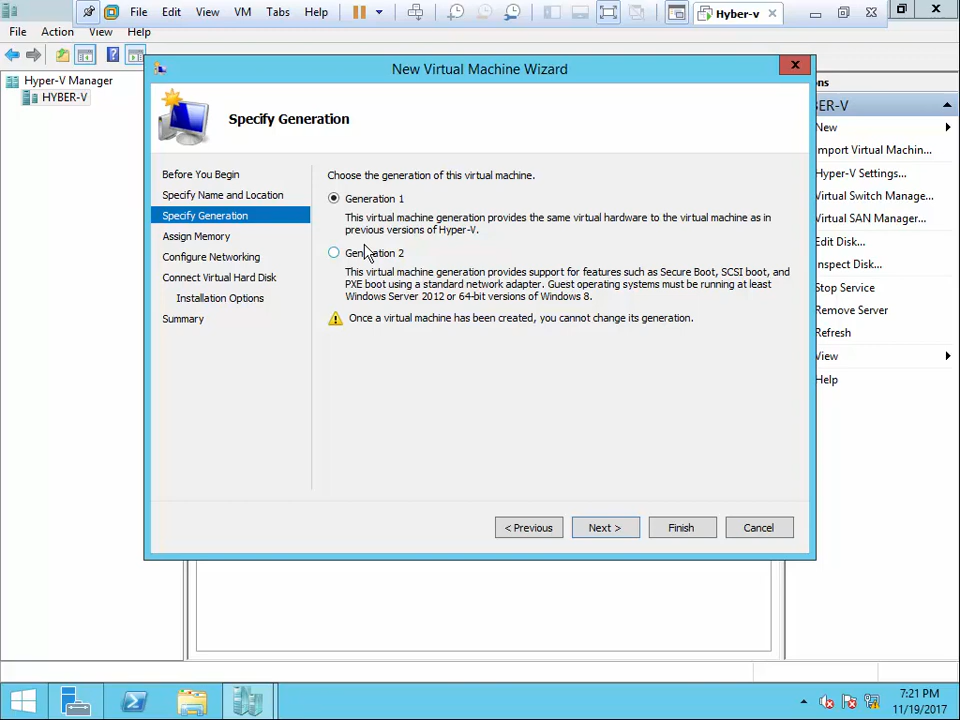 File Edit View VM Tabs Help
Hyber-v
File Action View Help
Hyper-V Manager
HYBER-V
New Virtual Machine Wizard
Specify Generation
Before You Begin
Specify Name and Location
Specify Generation
Assign Memory
Configure Networking
Connect Virtual Hard Disk
Installation Options
Summary
Choose the generation of this virtual machine.
Generation 1
This virtual machine generation provides the same virtual hardware to the virtual machine as in
previous versions of Hyper-V.
Generation 2
This virtual machine generation provides support for features such as Secure Boot, SCSI boot, and
PXE boot using a standard network adapter. Guest operating systems must be running at least
Windows Server 2012 or 64-bit versions of Windows 8.
Once a virtual machine has been created, you cannot change its generation.
< Previous
Next >
Finish
Cancel
ons
BER-V
New
mport Virtual Machin...
Hyper-V Settings...
Virtual Switch Manage...
Virtual SAN Manager...
Edit Disk...
nspect Disk...
Stop Service
Remove Server
Refresh
View
Help
7:21 PM
11/19/2017